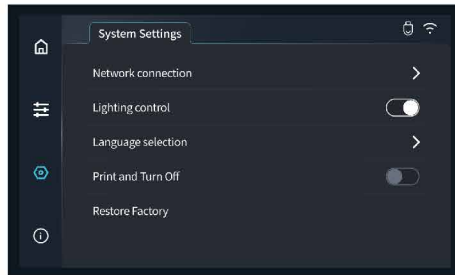 System Settings
Network connection
Lighting control
Language selection
Print and Turn Off
Restore Factory